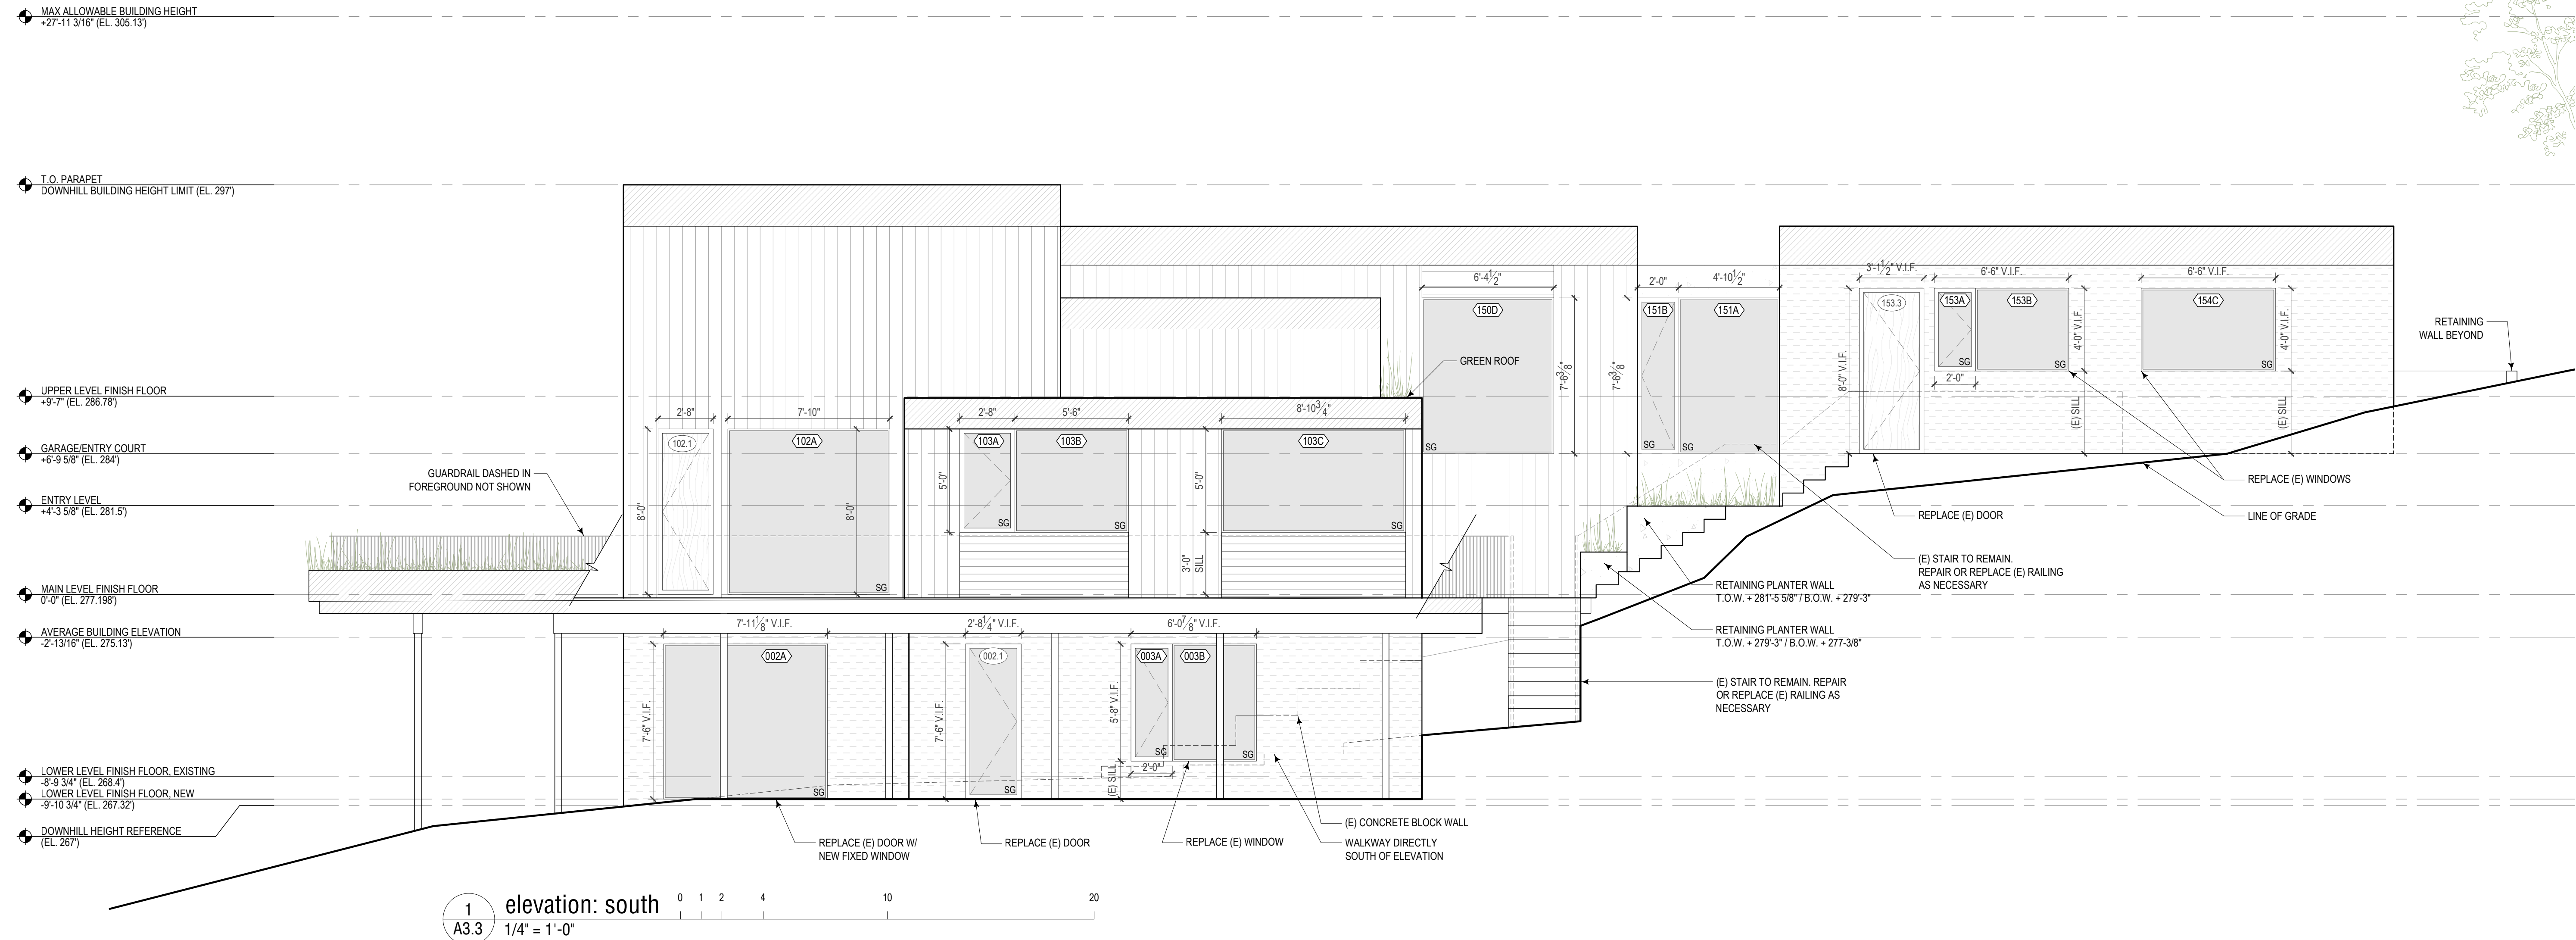 MAX ALLOWABLE BUILDING HEIGHT
+27'-11 3/16" (EL. 305.13')
T.O. PARAPET
DOWNHILL BUILDING HEIGHT LIMIT (EL. 297')
UPPER LEVEL FINISH FLOOR
+9'-7" (EL. 286.78')
GARAGE/ENTRY COURT
+6'-9 5/8" (EL. 284')
ENTRY LEVEL
+4'-3 5/8" (EL. 281.5')
MAIN LEVEL FINISH FLOOR
0'-0" (EL. 277.198')
AVERAGE BUILDING ELEVATION
-2'-13/16" (EL. 275.13')
LOWER LEVEL FINISH FLOOR, EXISTING
-8'-9 3/4" (EL. 268.4')
LOWER LEVEL FINISH FLOOR, NEW
-9'-10 3/4" (EL. 267.32')
DOWNHILL HEIGHT REFERENCE
(EL. 267')
GUARDRAIL DASHED IN
FOREGROUND NOT SHOWN
2'-8"
7'-10"
102.1
102A
8'-0"
8'-0"
SG
2'-8"
5'-6"
8'-10 3/4"
103A
103B
103C
5'-0"
5'-0"
SG
SG
SG
3'-0"
SILL
GREEN ROOF
6'-4 1/2"
150D
7'-6 3/8"
SG
2'-0"
4'-10 1/2"
151B
151A
7'-6 3/8"
SG
SG
3'-1 1/2" V.I.F.
6'-6" V.I.F.
6'-6" V.I.F.
153.3
153A
153B
154C
8'-0" V.I.F.
4'-0" V.I.F.
4'-0" V.I.F.
SG
SG
SG
2'-0"
(E) SILL
(E) SILL
RETAINING
WALL BEYOND
REPLACE (E) WINDOWS
REPLACE (E) DOOR
LINE OF GRADE
(E) STAIR TO REMAIN.
REPAIR OR REPLACE (E) RAILING
AS NECESSARY
RETAINING PLANTER WALL
T.O.W. + 281'-5 5/8" / B.O.W. + 279'-3"
RETAINING PLANTER WALL
T.O.W. + 279'-3" / B.O.W. + 277-3/8"
(E) STAIR TO REMAIN. REPAIR
OR REPLACE (E) RAILING AS
NECESSARY
7'-11 1/8" V.I.F.
2'-8 1/4" V.I.F.
6'-0 7/8" V.I.F.
002A
002.1
003A
003B
7'-6" V.I.F.
7'-6" V.I.F.
5'-8" V.I.F.
SG
SG
SG
SG
2'-0"
(E) SILL
REPLACE (E) DOOR W/
NEW FIXED WINDOW
REPLACE (E) DOOR
REPLACE (E) WINDOW
(E) CONCRETE BLOCK WALL
WALKWAY DIRECTLY
SOUTH OF ELEVATION
1
A3.3
elevation: south
1/4" = 1'-0"
0 1 2 4 10 20